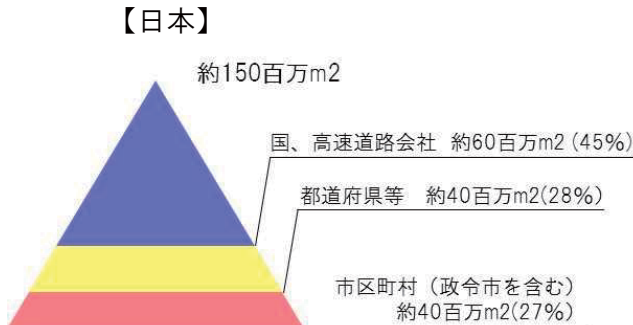 【日本】
約150百万m2
国、高速道路会社 約60百万m2 (45%)
都道府県等 約40百万m2(28%)
市区町村（政令市を含む）
約40百万m2(27%)